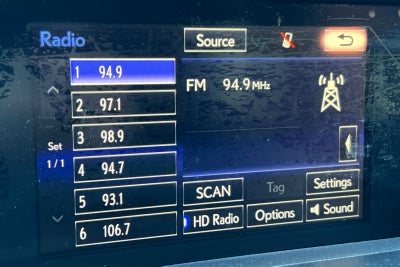 Radio
Source
1 94.9
2 97.1
3 98.9
4 94.7
5 93.1
6 106.7
Set
1/1
FM 94.9 MHz
SCAN
Tag
Settings
HD Radio
Options
Sound